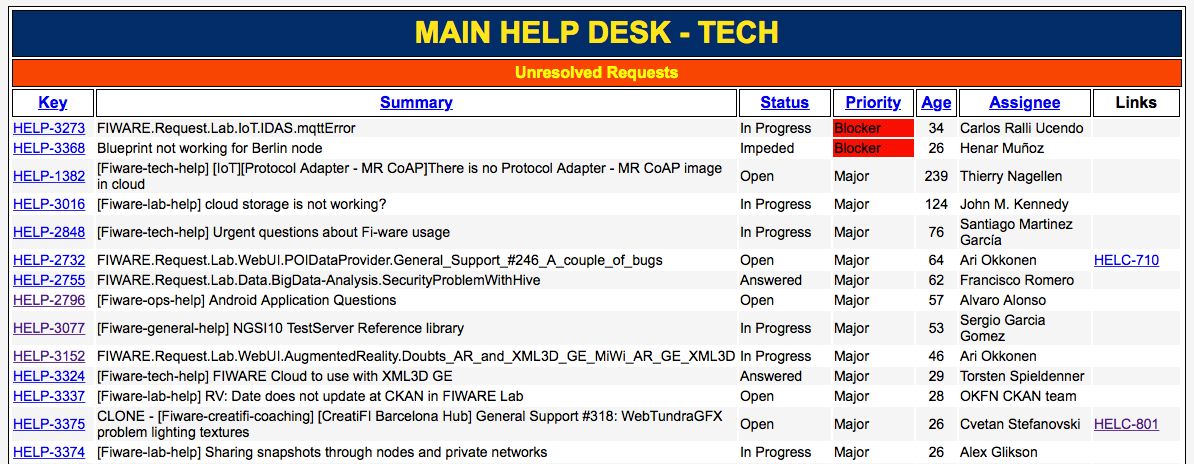 MAIN HELP DESK - TECH
Unresolved Requests
Key Summary Status Priority Age Assignee Links
HELP-3273 FIWARE.Request.Lab.IoT.IDAS.mqttError In Progress Blocker 34 Carlos Ralli Ucendo
HELP-3368 Blueprint not working for Berlin node Impeded Blocker 26 Henar Muñoz
HELP-1382 [Fiware-tech-help] [IoT][Protocol Adapter - MR CoAP]There is no Protocol Adapter - MR CoAP image
in cloud Open Major 239 Thierry Nagellen
HELP-3016 [Fiware-lab-help] cloud storage is not working? In Progress Major 124 John M. Kennedy
HELP-2848 [Fiware-tech-help] Urgent questions about Fi-ware usage In Progress Major 76 Santiago Martinez
García
HELP-2732 FIWARE.Request.Lab.WebUI.POIDataProvider.General_Support_#246_A_couple_of_bugs Open Major 64 Ari Okkonen HELC-710
HELP-2755 FIWARE.Request.Lab.Data.BigData-Analysis.SecurityProblemWithHive Answered Major 62 Francisco Romero
HELP-2796 [Fiware-ops-help] Android Application Questions Open Major 57 Alvaro Alonso
HELP-3077 [Fiware-general-help] NGSI10 TestServer Reference library In Progress Major 53 Sergio Garcia
Gomez
HELP-3152 FIWARE.Request.Lab.WebUI.AugmentedReality.Doubts_AR_and_XML3D_GE_MiWi_AR_GE_XML3D In Progress Major 46 Ari Okkonen
HELP-3324 [Fiware-tech-help] FIWARE Cloud to use with XML3D GE Answered Major 29 Torsten Spieldenner
HELP-3337 [Fiware-lab-help] RV: Date does not update at CKAN in FIWARE Lab Open Major 28 OKFN CKAN team
HELP-3375 CLONE - [Fiware-creatifi-coaching] [CreatiFI Barcelona Hub] General Support #318: WebTundraGFX
problem lighting textures Open Major 26 Cvetan Stefanovski HELC-801
HELP-3374 [Fiware-lab-help] Sharing snapshots through nodes and private networks In Progress Major 26 Alex Glikson